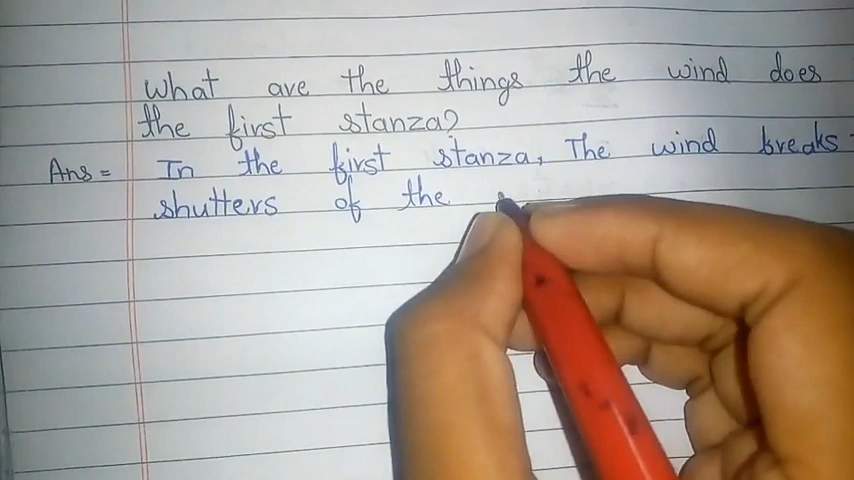 What are the things the wind does
the first stanza?
Ans = In the first stanza, The wind breaks
shutters of the